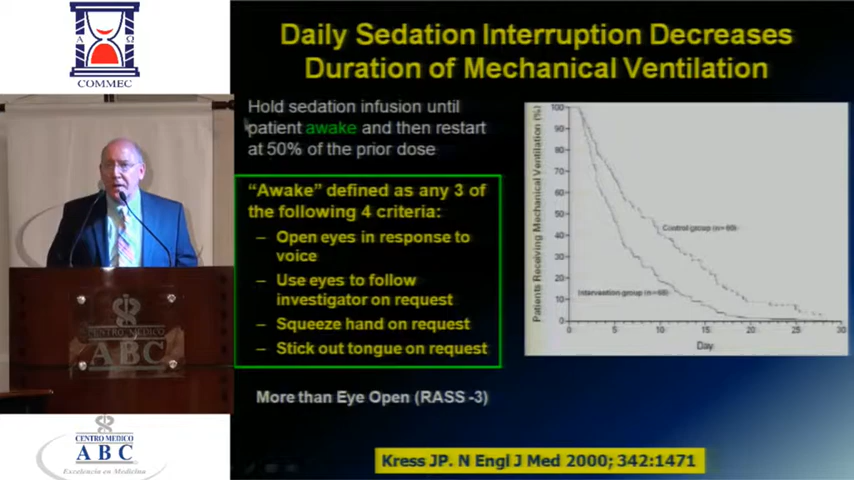 Α Ω
COMMEC
Daily Sedation Interruption Decreases
Duration of Mechanical Ventilation
Hold sedation infusion until
patient awake and then restart
at 50% of the prior dose
“Awake” defined as any 3 of
the following 4 criteria:
– Open eyes in response to
voice
– Use eyes to follow
investigator on request
– Squeeze hand on request
– Stick out tongue on request
More than Eye Open (RASS -3)
Kress JP. N Engl J Med 2000; 342:1471
Patients Receiving Mechanical Ventilation (%)
100
90
80
70
60
50
40
30
20
10
0
Control group (n=60)
Intervention group (n=68)
0 5 10 15 20 25 30
Day
CENTRO MEDICO
ABC
CENTRO MEDICO
ABC
Excelencia en Medicina